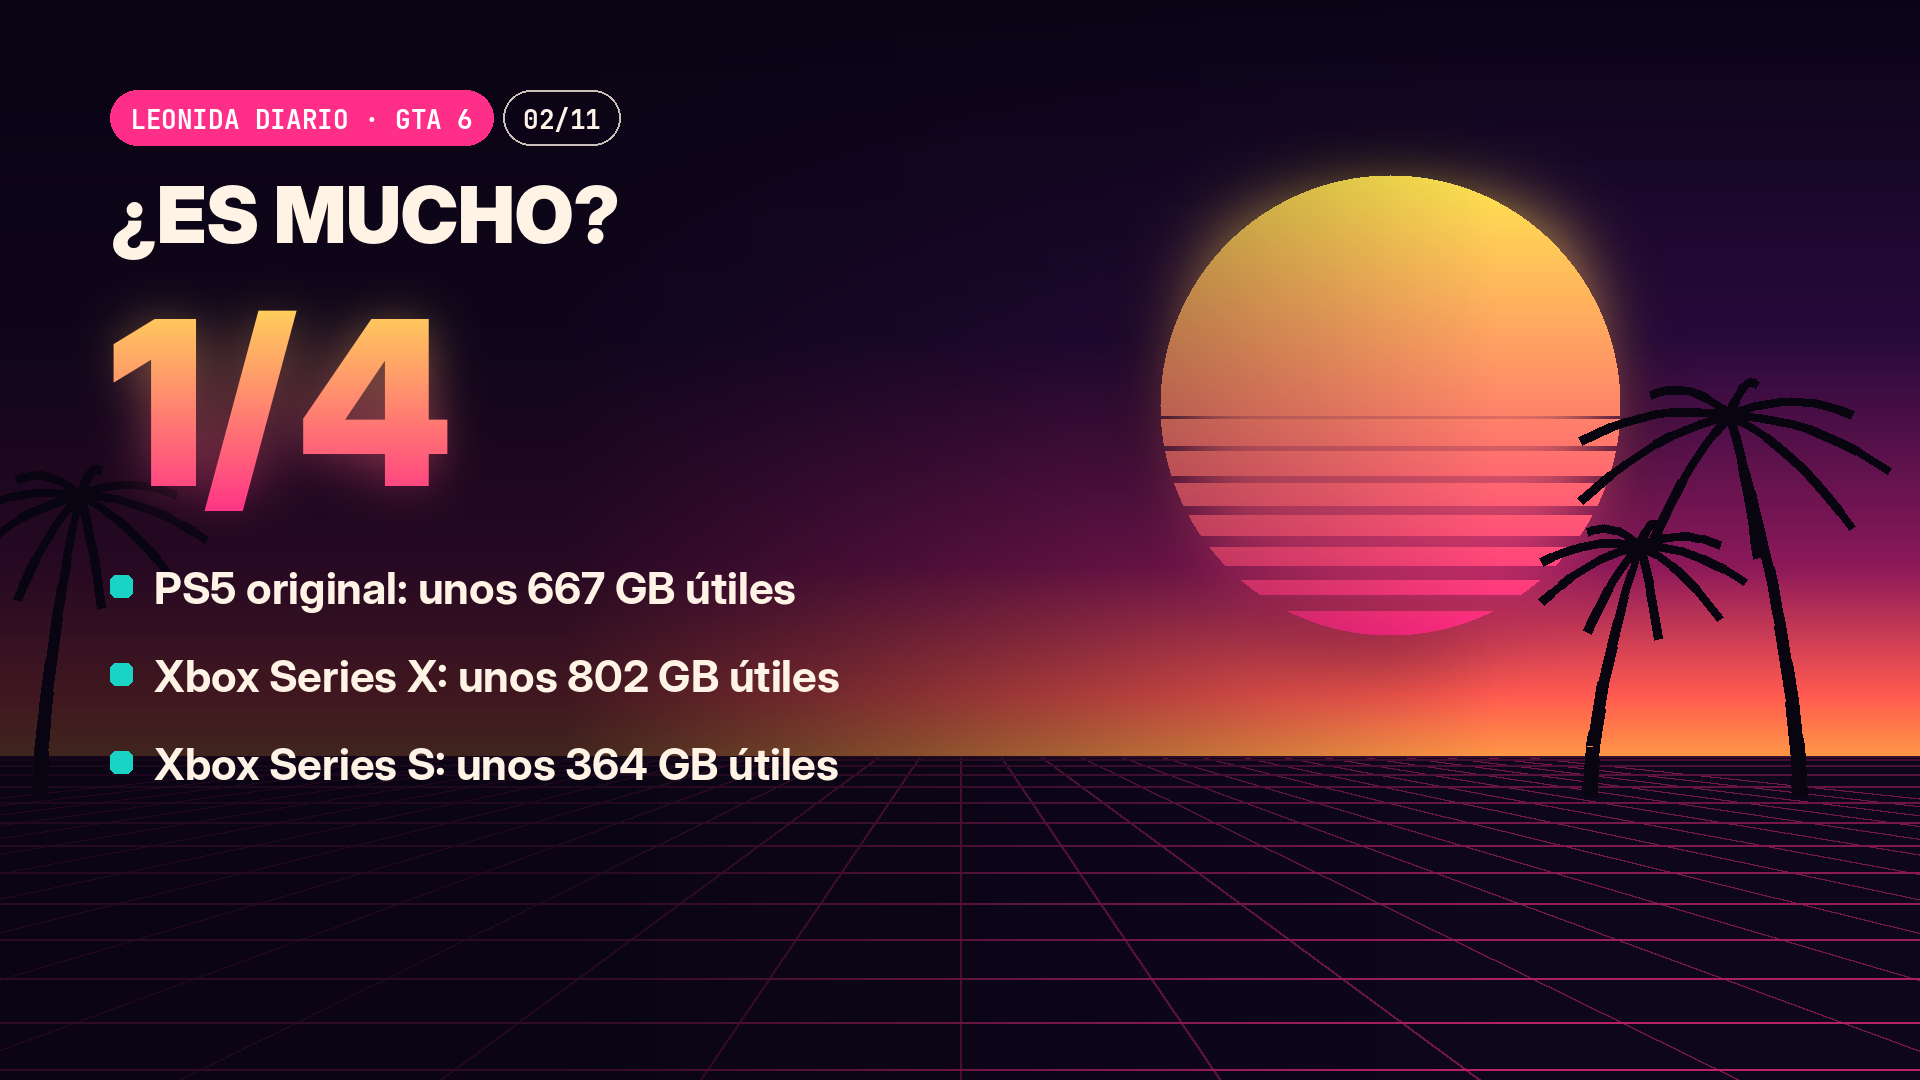 LEONIDA DIARIO · GTA 6
02/11
¿ES MUCHO?
1/4
PS5 original: unos 667 GB útiles
Xbox Series X: unos 802 GB útiles
Xbox Series S: unos 364 GB útiles